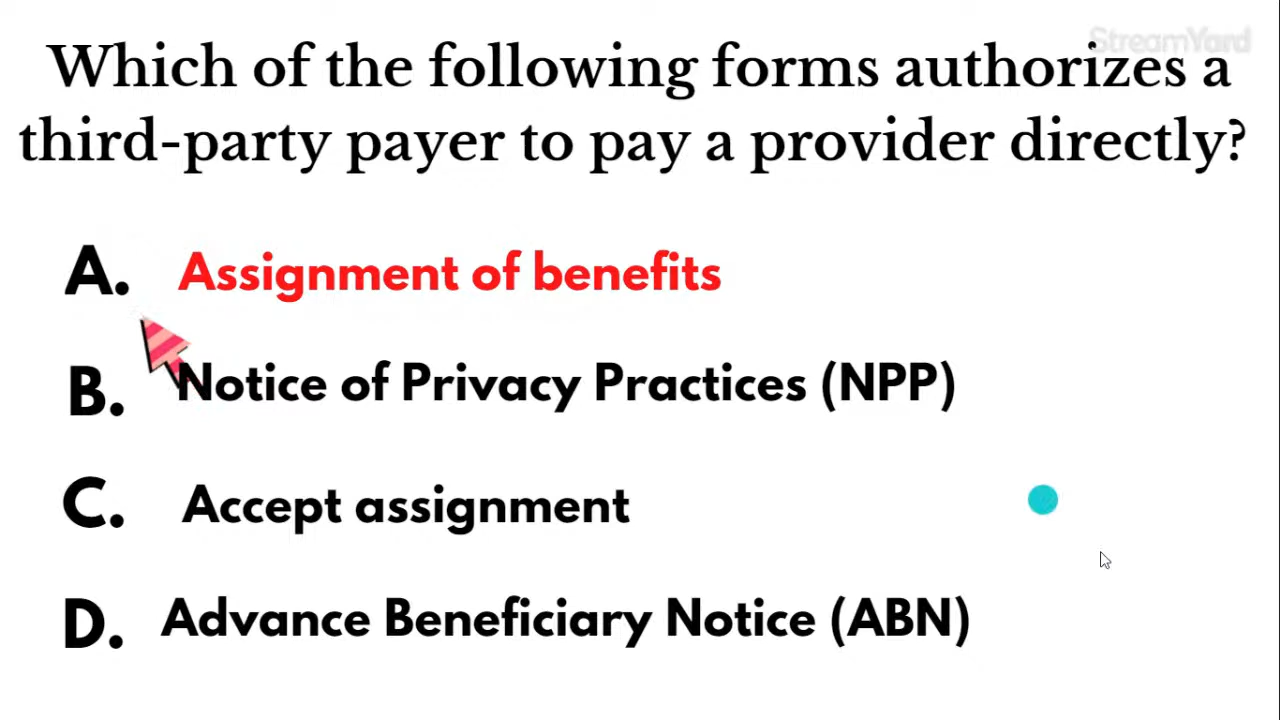 StreamYard
Which of the following forms authorizes a
third-party payer to pay a provider directly?
A. Assignment of benefits
B. Notice of Privacy Practices (NPP)
C. Accept assignment
D. Advance Beneficiary Notice (ABN)